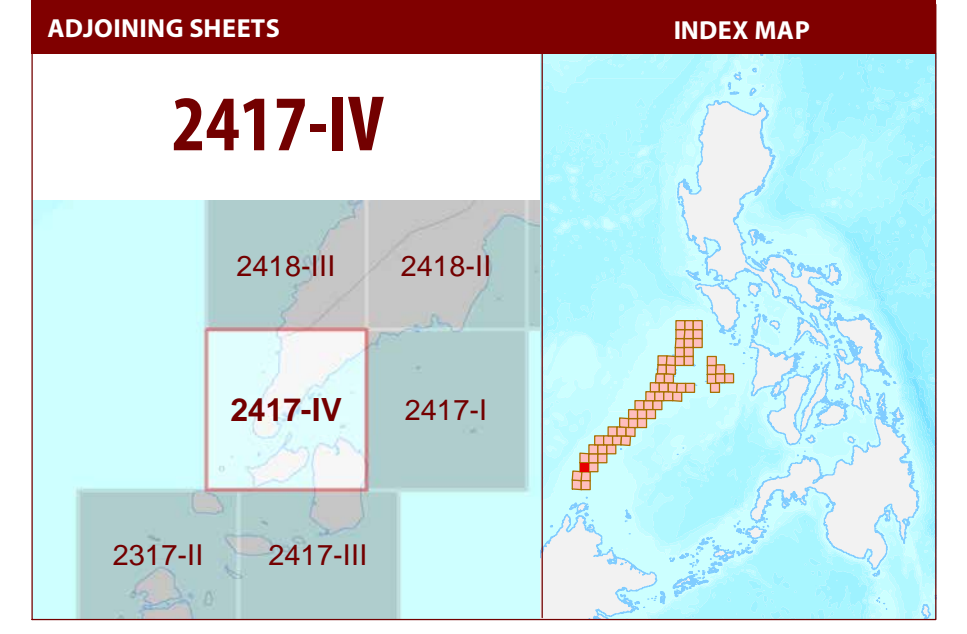 ADJOINING SHEETS
INDEX MAP
2417-IV
2418-III
2418-II
2417-IV
2417-I
2317-II
2417-III